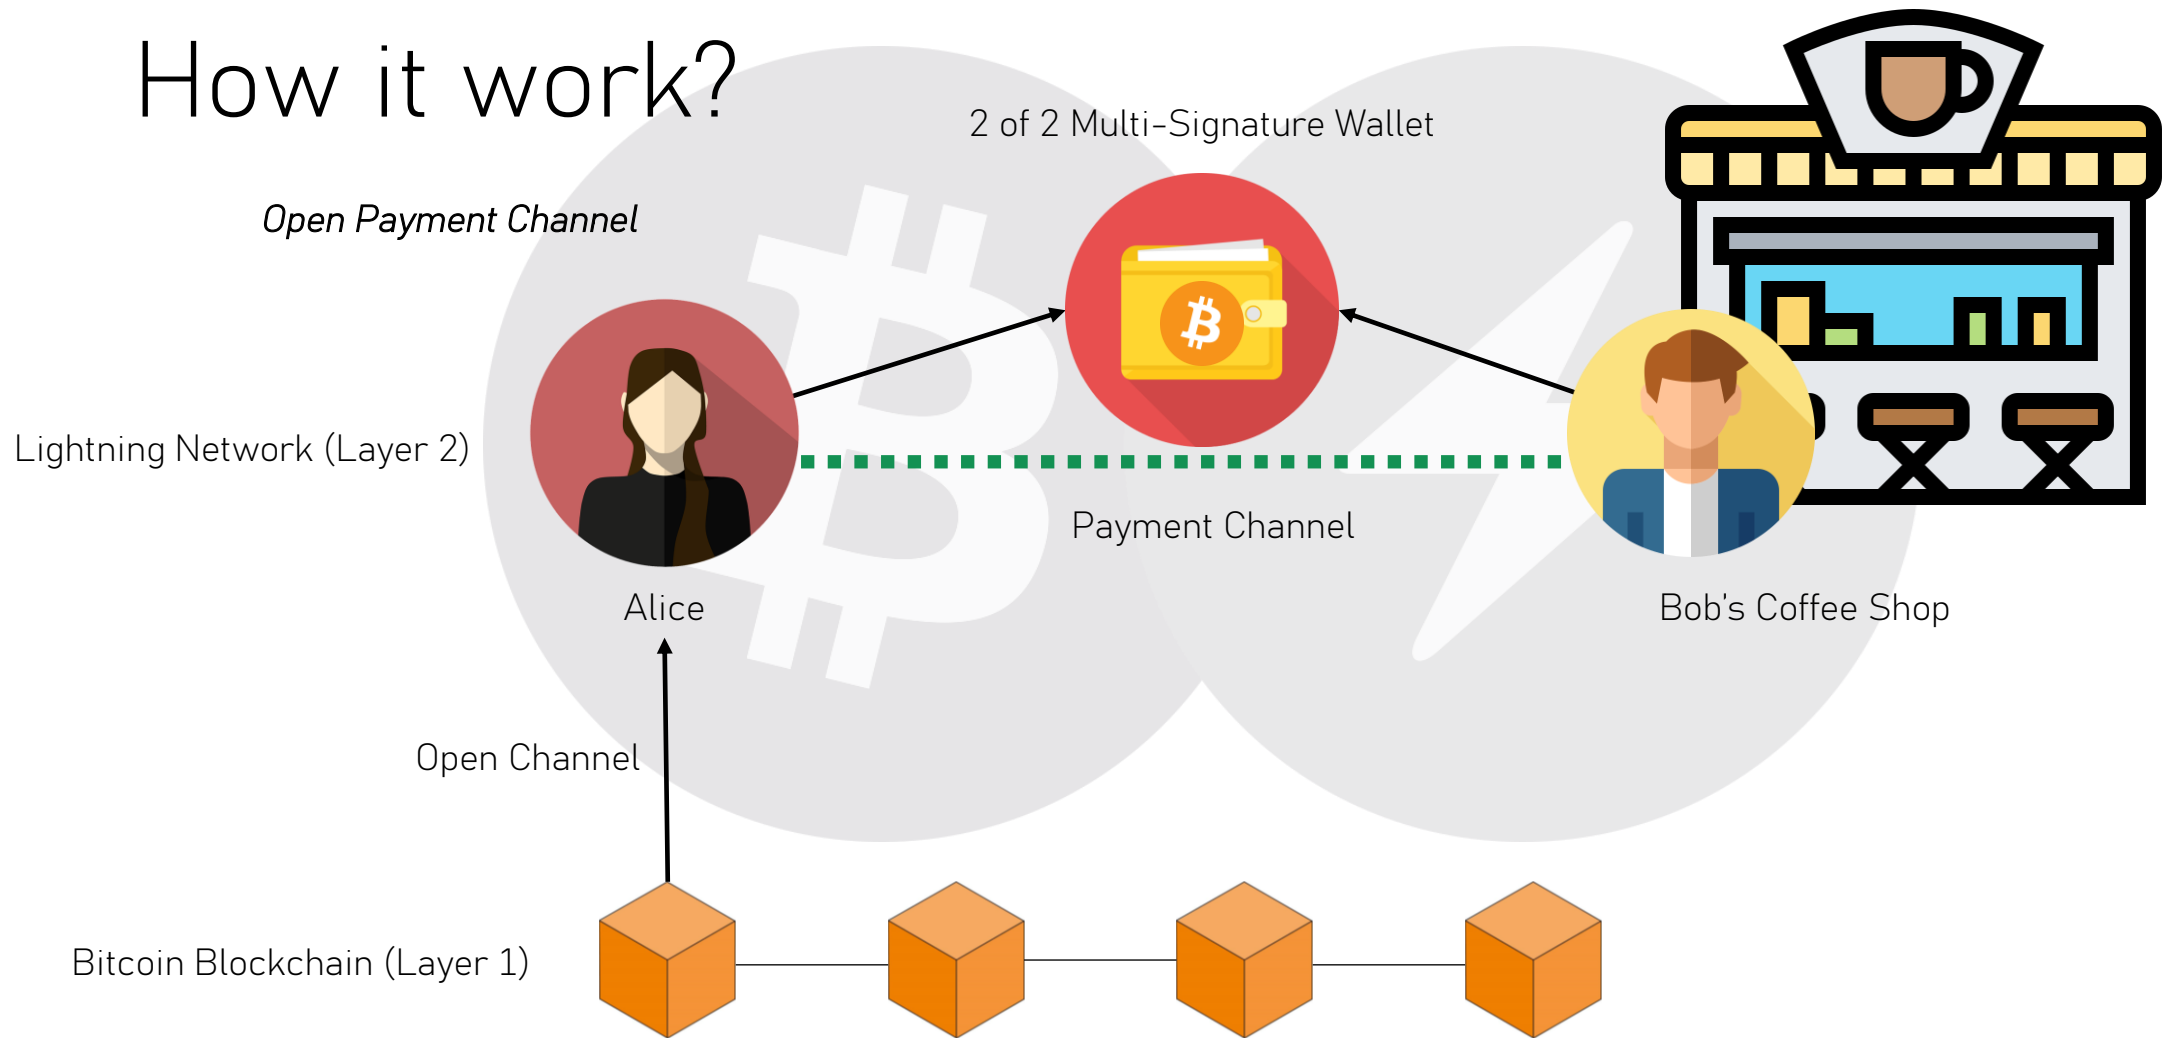 How it work?
2 of 2 Multi-Signature Wallet
Open Payment Channel
Lightning Network (Layer 2)
Payment Channel
Alice
Bob's Coffee Shop
Open Channel
Bitcoin Blockchain (Layer 1)